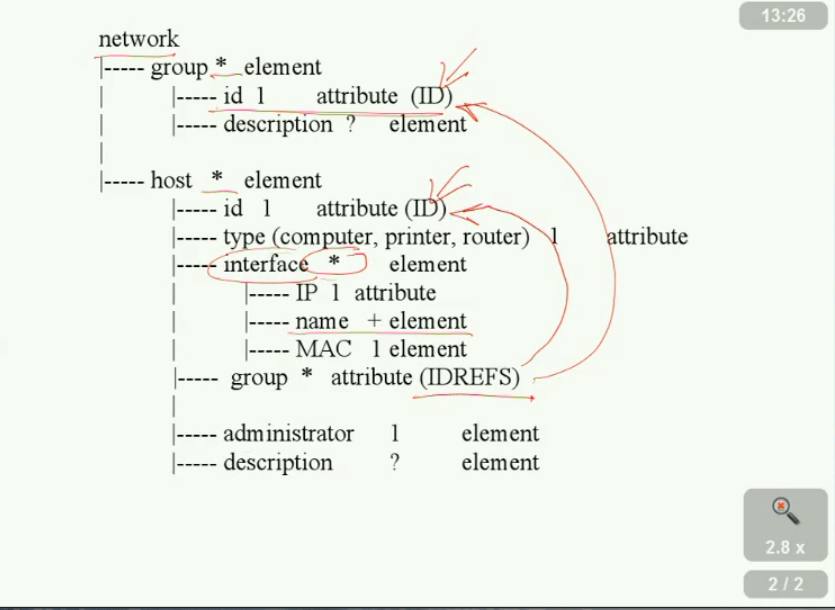 13:26
network
|----- group * element
| |----- id 1 attribute (ID)
| |----- description ? element
|
|----- host * element
|----- id 1 attribute (ID)
|----- type (computer, printer, router) 1 attribute
|----- interface * element
| |----- IP 1 attribute
| |----- name + element
| |----- MAC 1 element
|----- group * attribute (IDREFS)
|
|----- administrator 1 element
|----- description ? element
2.8 x
2 / 2